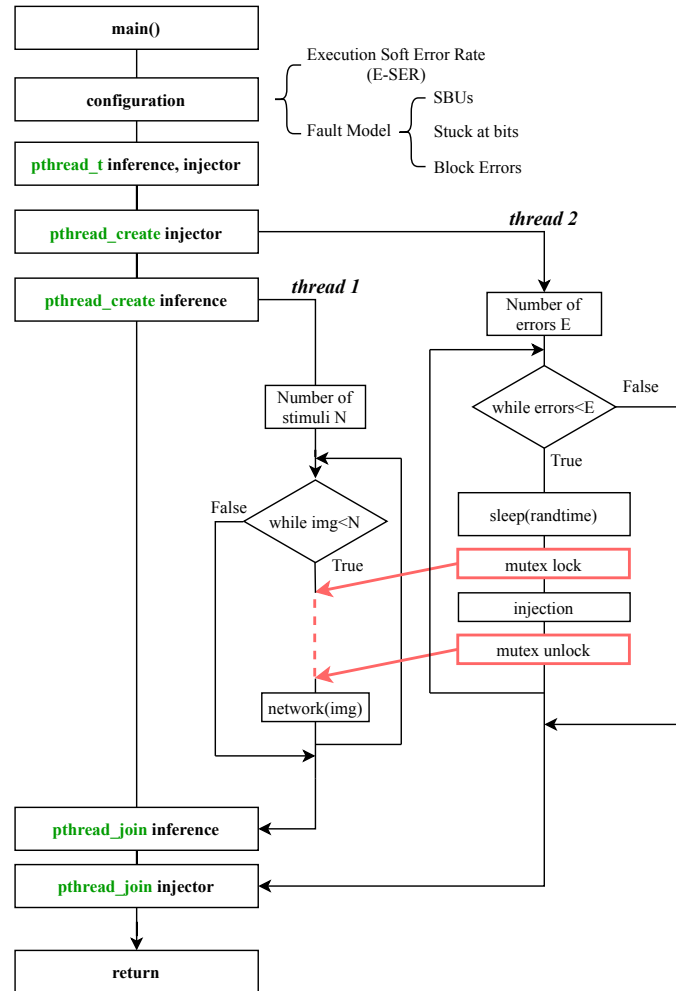 main()
configuration
Execution Soft Error Rate
(E-SER)
Fault Model
SBUs
Stuck at bits
Block Errors
pthread_t inference, injector
pthread_create injector
thread 2
pthread_create inference
thread 1
Number of
errors E
while errors<E
False
True
Number of
stimuli N
while img<N
False
True
sleep(randtime)
mutex lock
injection
mutex unlock
network(img)
pthread_join inference
pthread_join injector
return